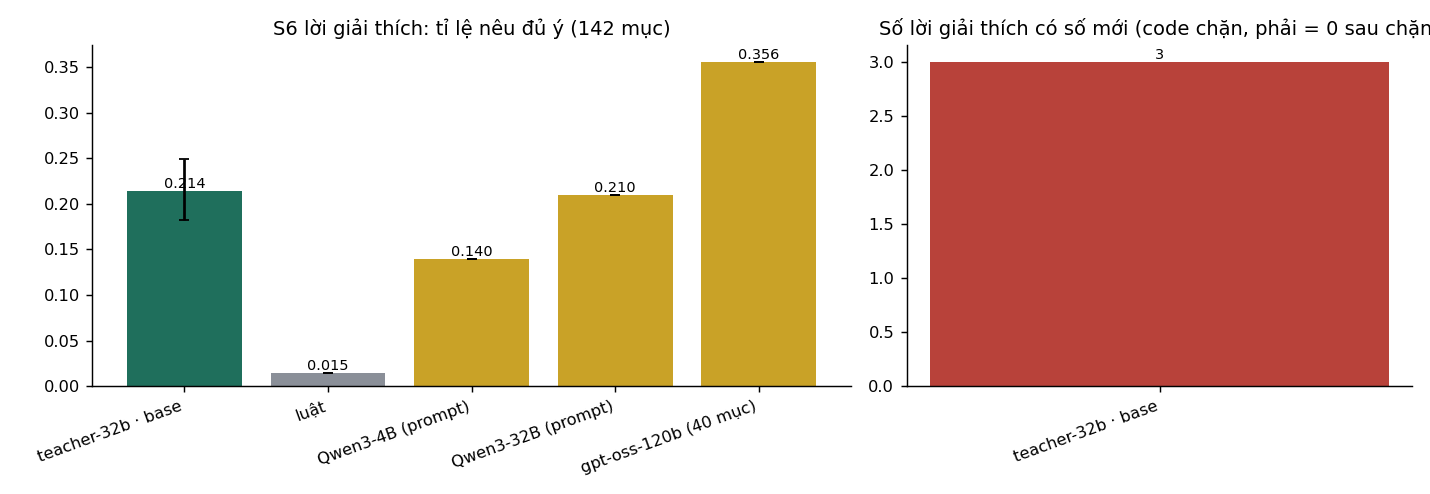 S6 lời giải thích: tỉ lệ nêu đủ ý (142 mục)
0.35
0.30
0.25
0.20
0.15
0.10
0.05
0.00
0.214
0.015
0.140
0.210
0.356
teacher-32b · base
luật
Qwen3-4B (prompt)
Qwen3-32B (prompt)
gpt-oss-120b (40 mục)
Số lời giải thích có số mới (code chặn, phải = 0 sau chặn
3.0
2.5
2.0
1.5
1.0
0.5
0.0
3
teacher-32b · base